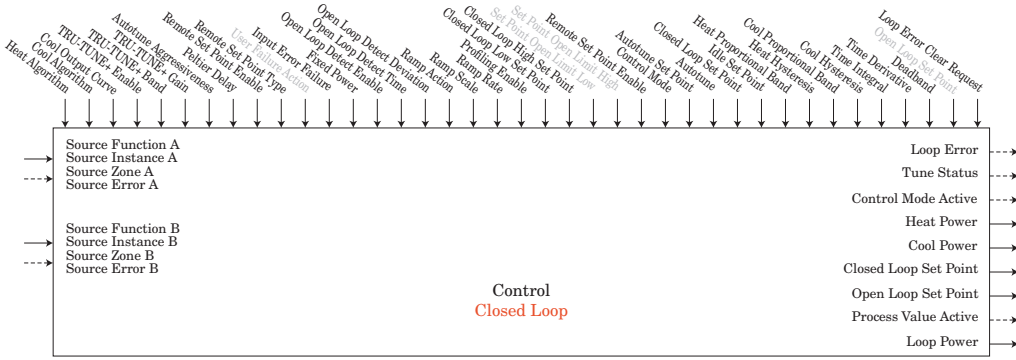 Heat Algorithm
Cool Algorithm
Cool Output Curve
TRU-TUNE+ Enable
TRU-TUNE+ Band
TRU-TUNE+ Gain
Autotune Aggressiveness
Peltier Delay
Remote Set Point Enable
Remote Set Point Type
User Failure Action
Input Error Failure
Fixed Power
Open Loop Detect Enable
Open Loop Detect Time
Open Loop Detect Deviation
Ramp Action
Ramp Scale
Ramp Rate
Profiling Enable
Closed Loop Low Set Point
Closed Loop High Set Point
Set Point Open Limit Low
Set Point Open Limit High
Remote Set Point Enable
Control Mode
Autotune Set Point
Autotune
Closed Loop Set Point
Idle Set Point
Heat Proportional Band
Heat Hysteresis
Cool Proportional Band
Cool Hysteresis
Time Integral
Time Derivative
Deadband
Open Loop Set Point
Loop Error Clear Request
Source Function A
Source Instance A
Source Zone A
Source Error A
Source Function B
Source Instance B
Source Zone B
Source Error B
Control
Closed Loop
Loop Error
Tune Status
Control Mode Active
Heat Power
Cool Power
Closed Loop Set Point
Open Loop Set Point
Process Value Active
Loop Power